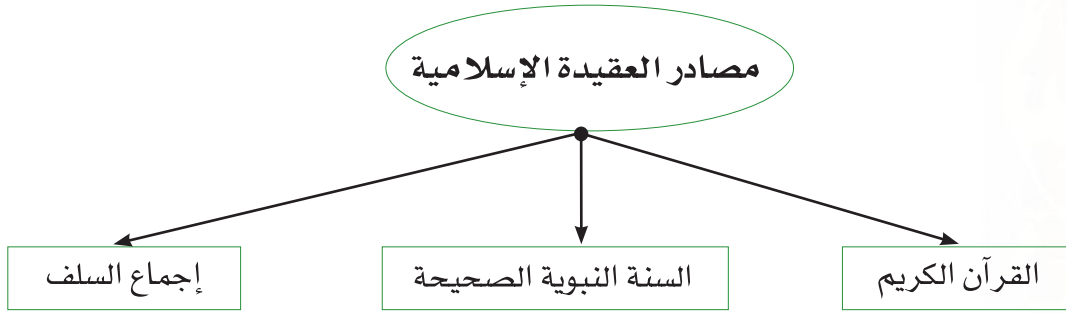 مصادر العقيدة الإسلامية
القرآن الكريم
السنة النبوية الصحيحة
إجماع السلف